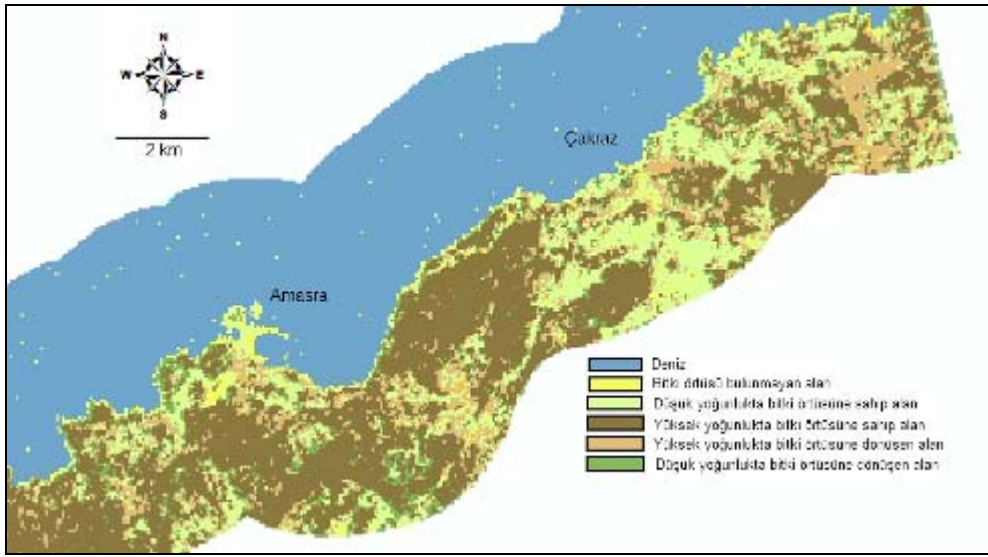 N
W E
S
2 km
Çakraz
Amasra
Deniz
Bitki örtüsü bulunmayan alan
Düşük yoğunlukta bitki örtüsüne sahip alan
Yüksek yoğunlukta bitki örtüsüne sahip alan
Yüksek yoğunlukta bitki örtüsüne dönüşen alan
Düşük yoğunlukta bitki örtüsüne dönüşen alan